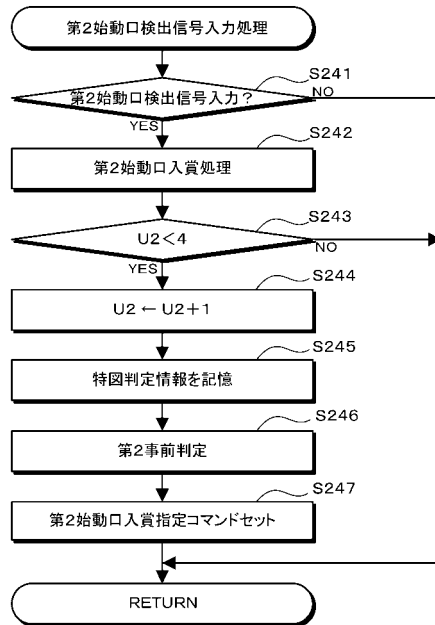 第2始動口検出信号入力処理
S241
第2始動口検出信号入力?
NO
YES
S242
第2始動口入賞処理
S243
U2<4
NO
YES
S244
U2 ← U2+1
S245
特図判定情報を記憶
S246
第2事前判定
S247
第2始動口入賞指定コマンドセット
RETURN